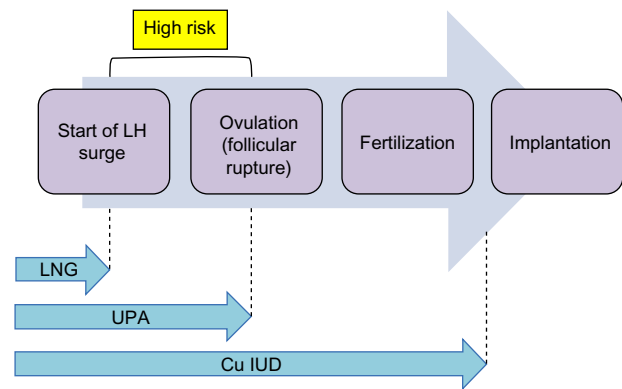 High risk
Start of LH
surge
Ovulation
(follicular
rupture)
Fertilization
Implantation
LNG
UPA
Cu IUD